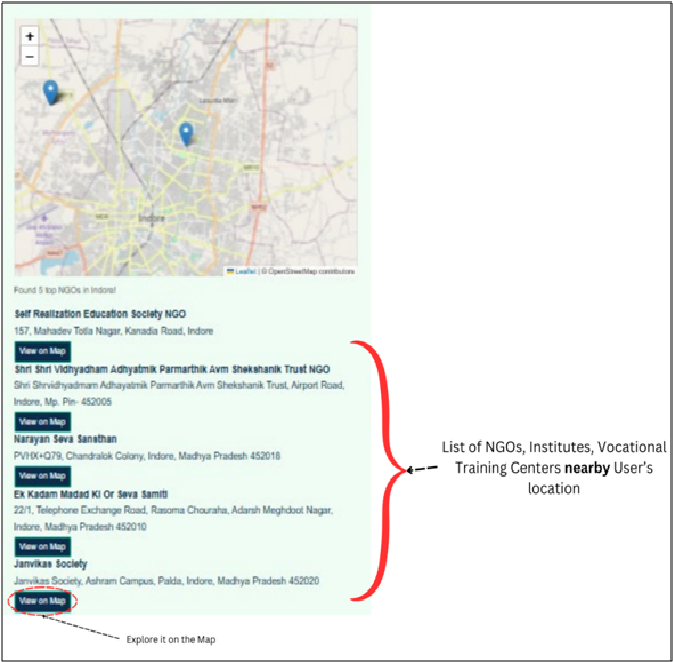 +
−
Lasudia Mori
Indore
Leaflet | © OpenStreetMap contributors
Found 5 top NGOs in Indore!
Self Realization Education Society NGO
157, Mahadev Totla Nagar, Kanadia Road, Indore
View on Map
Shri Shri Vidhyadham Adhyatmik Parmarthik Avm Shekshanik Trust NGO
Shri Shrvidhyadmam Adhayatmik Parmarthik Avm Shekshanik Trust, Airport Road,
Indore, Mp. Pin- 452005
View on Map
Narayan Seva Sansthan
PVHX+Q79, Chandralok Colony, Indore, Madhya Pradesh 452018
View on Map
Ek Kadam Madad Ki Or Seva Samiti
22/1, Telephone Exchange Road, Rasoma Chouraha, Adarsh Meghdoot Nagar,
Indore, Madhya Pradesh 452010
View on Map
Janvikas Society
Janvikas Society, Ashram Campus, Palda, Indore, Madhya Pradesh 452020
View on Map
List of NGOs, Institutes, Vocational
Training Centers nearby User's
location
Explore it on the Map